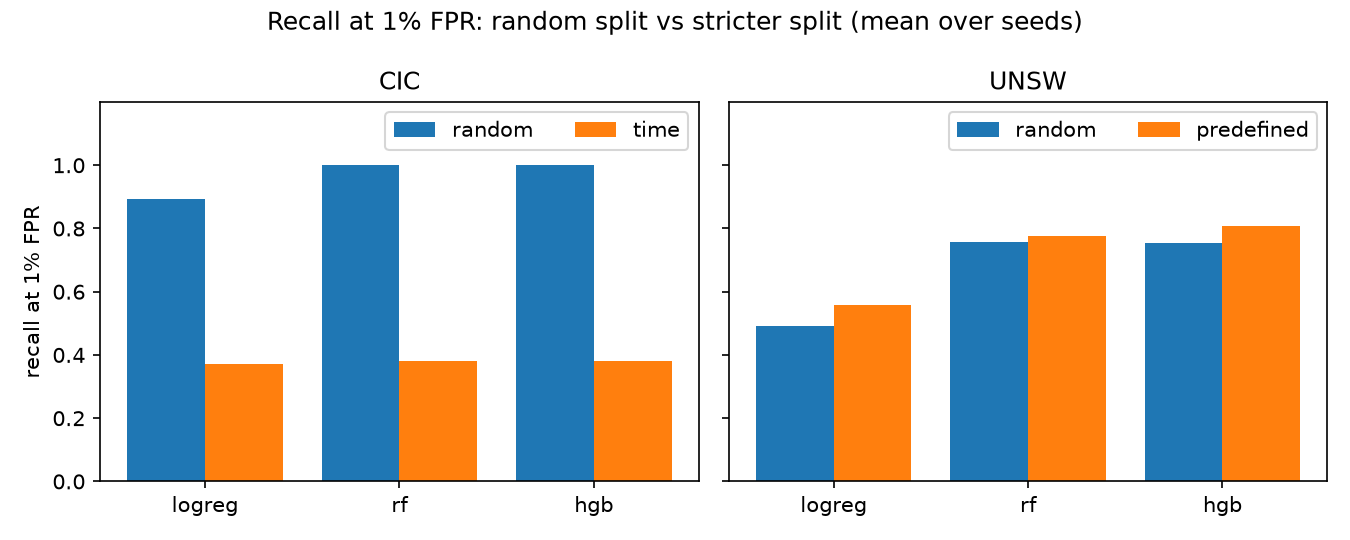 Recall at 1% FPR: random split vs stricter split (mean over seeds)
CIC
random time
recall at 1% FPR
1.0
0.8
0.6
0.4
0.2
0.0
logreg rf hgb
UNSW
random predefined
logreg rf hgb